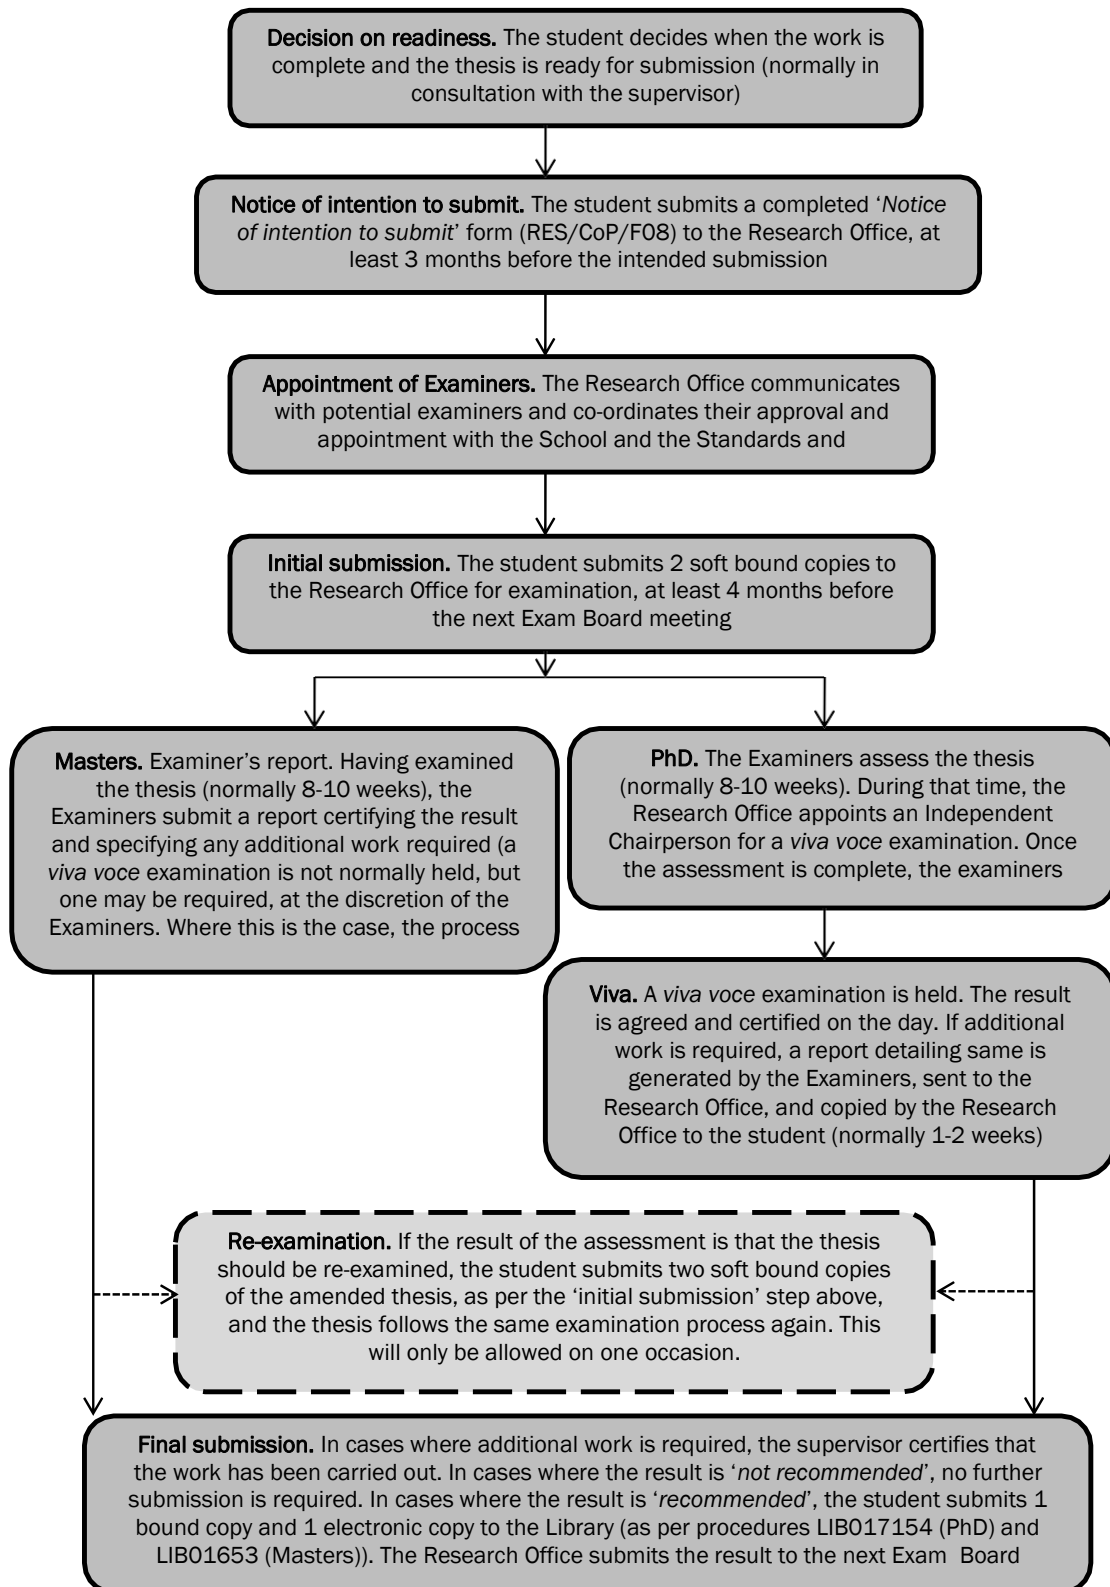 Decision on readiness. The student decides when the work is
complete and the thesis is ready for submission (normally in
consultation with the supervisor)
Notice of intention to submit. The student submits a completed ‘Notice
of intention to submit’ form (RES/CoP/F08) to the Research Office, at
least 3 months before the intended submission
Appointment of Examiners. The Research Office communicates
with potential examiners and co-ordinates their approval and
appointment with the School and the Standards and
Initial submission. The student submits 2 soft bound copies to
the Research Office for examination, at least 4 months before
the next Exam Board meeting
Masters. Examiner’s report. Having examined
the thesis (normally 8-10 weeks), the
Examiners submit a report certifying the result
and specifying any additional work required (a
viva voce examination is not normally held, but
one may be required, at the discretion of the
Examiners. Where this is the case, the process
PhD. The Examiners assess the thesis
(normally 8-10 weeks). During that time, the
Research Office appoints an Independent
Chairperson for a viva voce examination. Once
the assessment is complete, the examiners
Viva. A viva voce examination is held. The result
is agreed and certified on the day. If additional
work is required, a report detailing same is
generated by the Examiners, sent to the
Research Office, and copied by the Research
Office to the student (normally 1-2 weeks)
Re-examination. If the result of the assessment is that the thesis
should be re-examined, the student submits two soft bound copies
of the amended thesis, as per the ‘initial submission’ step above,
and the thesis follows the same examination process again. This
will only be allowed on one occasion.
Final submission. In cases where additional work is required, the supervisor certifies that
the work has been carried out. In cases where the result is ‘not recommended’, no further
submission is required. In cases where the result is ‘recommended’, the student submits 1
bound copy and 1 electronic copy to the Library (as per procedures LIB017154 (PhD) and
LIB01653 (Masters)). The Research Office submits the result to the next Exam Board